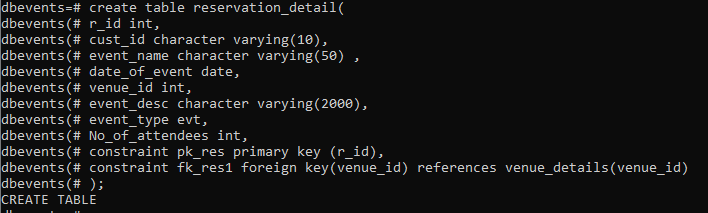 dbevents=# create table reservation_detail(
dbevents(# r_id int,
dbevents(# cust_id character varying(10),
dbevents(# event_name character varying(50) ,
dbevents(# date_of_event date,
dbevents(# venue_id int,
dbevents(# event_desc character varying(2000),
dbevents(# event_type evt,
dbevents(# No_of_attendees int,
dbevents(# constraint pk_res primary key (r_id),
dbevents(# constraint fk_res1 foreign key(venue_id) references venue_details(venue_id)
dbevents(# );
CREATE TABLE